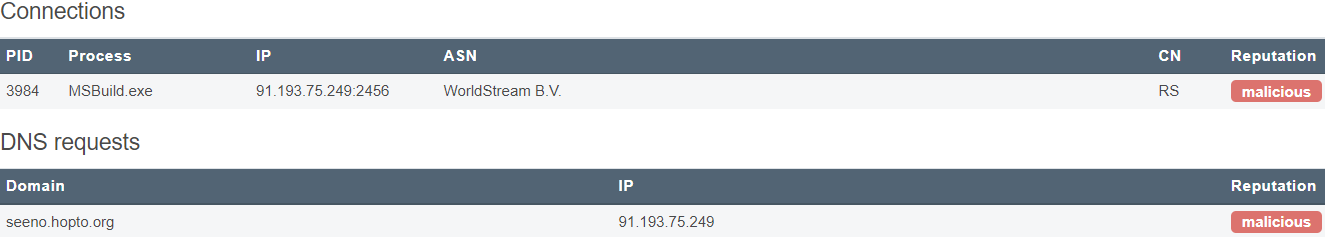 Connections
PID Process IP ASN CN Reputation
3984 MSBuild.exe 91.193.75.249:2456 WorldStream B.V. RS malicious
DNS requests
Domain IP Reputation
seeno.hopto.org 91.193.75.249 malicious